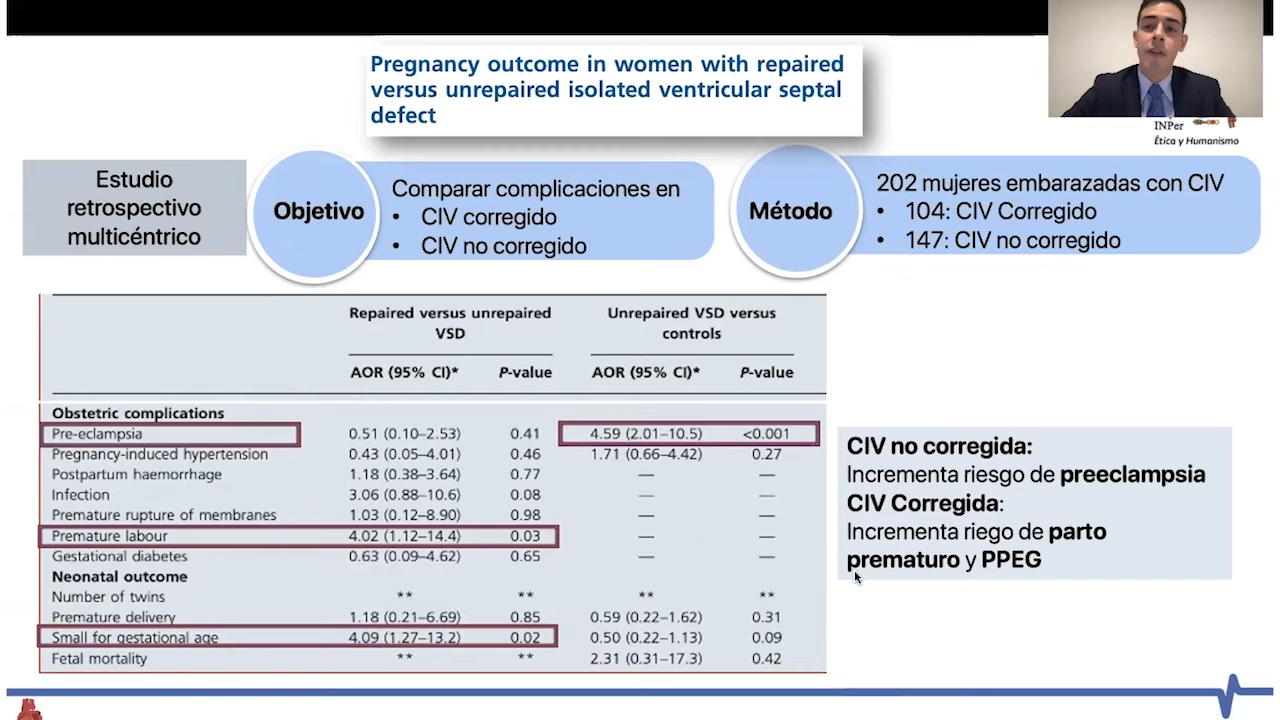 Pregnancy outcome in women with repaired
versus unrepaired isolated ventricular septal
defect
INPer
Ética y Humanismo
Estudio
retrospectivo
multicéntrico
Objetivo
Comparar complicaciones en
• CIV corregido
• CIV no corregido
Método
202 mujeres embarazadas con CIV
• 104: CIV Corregido
• 147: CIV no corregido
Repaired versus unrepaired VSD Unrepaired VSD versus controls
AOR (95% CI)* P-value AOR (95% CI)* P-value
Obstetric complications
Pre-eclampsia 0.51 (0.10–2.53) 0.41 4.59 (2.01–10.5) <0.001
Pregnancy-induced hypertension 0.43 (0.05–4.01) 0.46 1.71 (0.66–4.42) 0.27
Postpartum haemorrhage 1.18 (0.38–3.64) 0.77 — —
Infection 3.06 (0.88–10.6) 0.08 — —
Premature rupture of membranes 1.03 (0.12–8.90) 0.98 — —
Premature labour 4.02 (1.12–14.4) 0.03 — —
Gestational diabetes 0.63 (0.09–4.62) 0.65 — —
Neonatal outcome
Number of twins ** ** ** **
Premature delivery 1.18 (0.21–6.69) 0.85 0.59 (0.22–1.62) 0.31
Small for gestational age 4.09 (1.27–13.2) 0.02 0.50 (0.22–1.13) 0.09
Fetal mortality ** ** 2.31 (0.31–17.3) 0.42
CIV no corregida:
Incrementa riesgo de preeclampsia
CIV Corregida:
Incrementa riego de parto
prematuro y PPEG